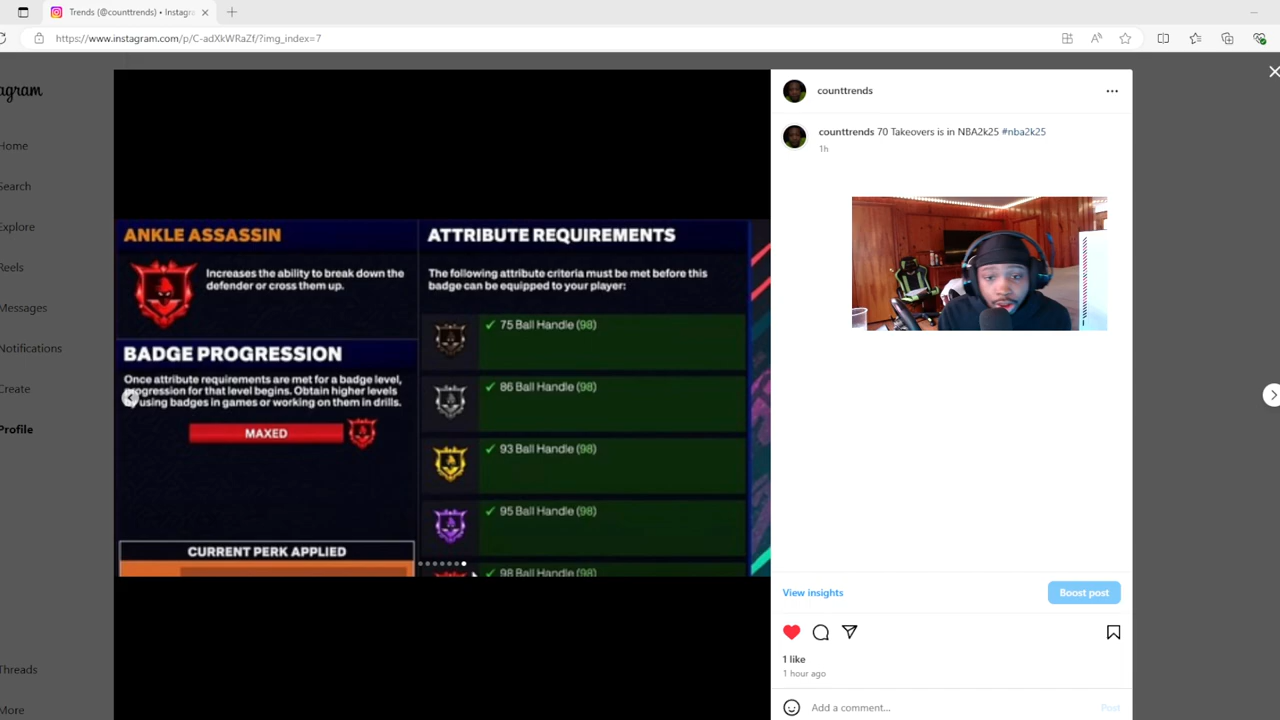 Trends (@counttrends) • Instagra
https://www.instagram.com/p/C-adXkWRaZf/?img_index=7
agram
Home
Search
Explore
Reels
Messages
Notifications
Create
Profile
Threads
More
ANKLE ASSASSIN
Increases the ability to break down the
defender or cross them up.
BADGE PROGRESSION
Once attribute requirements are met for a badge level,
progression for that level begins. Obtain higher levels
by using badges in games or working on them in drills.
MAXED
CURRENT PERK APPLIED
ATTRIBUTE REQUIREMENTS
The following attribute criteria must be met before this
badge can be equipped to your player:
✓ 75 Ball Handle (98)
✓ 86 Ball Handle (98)
✓ 93 Ball Handle (98)
✓ 95 Ball Handle (98)
98 Ball Handle (98)
counttrends
counttrends 70 Takeovers is in NBA2k25 #nba2k25
1h
View insights
Boost post
1 like
1 hour ago
Add a comment...
Post